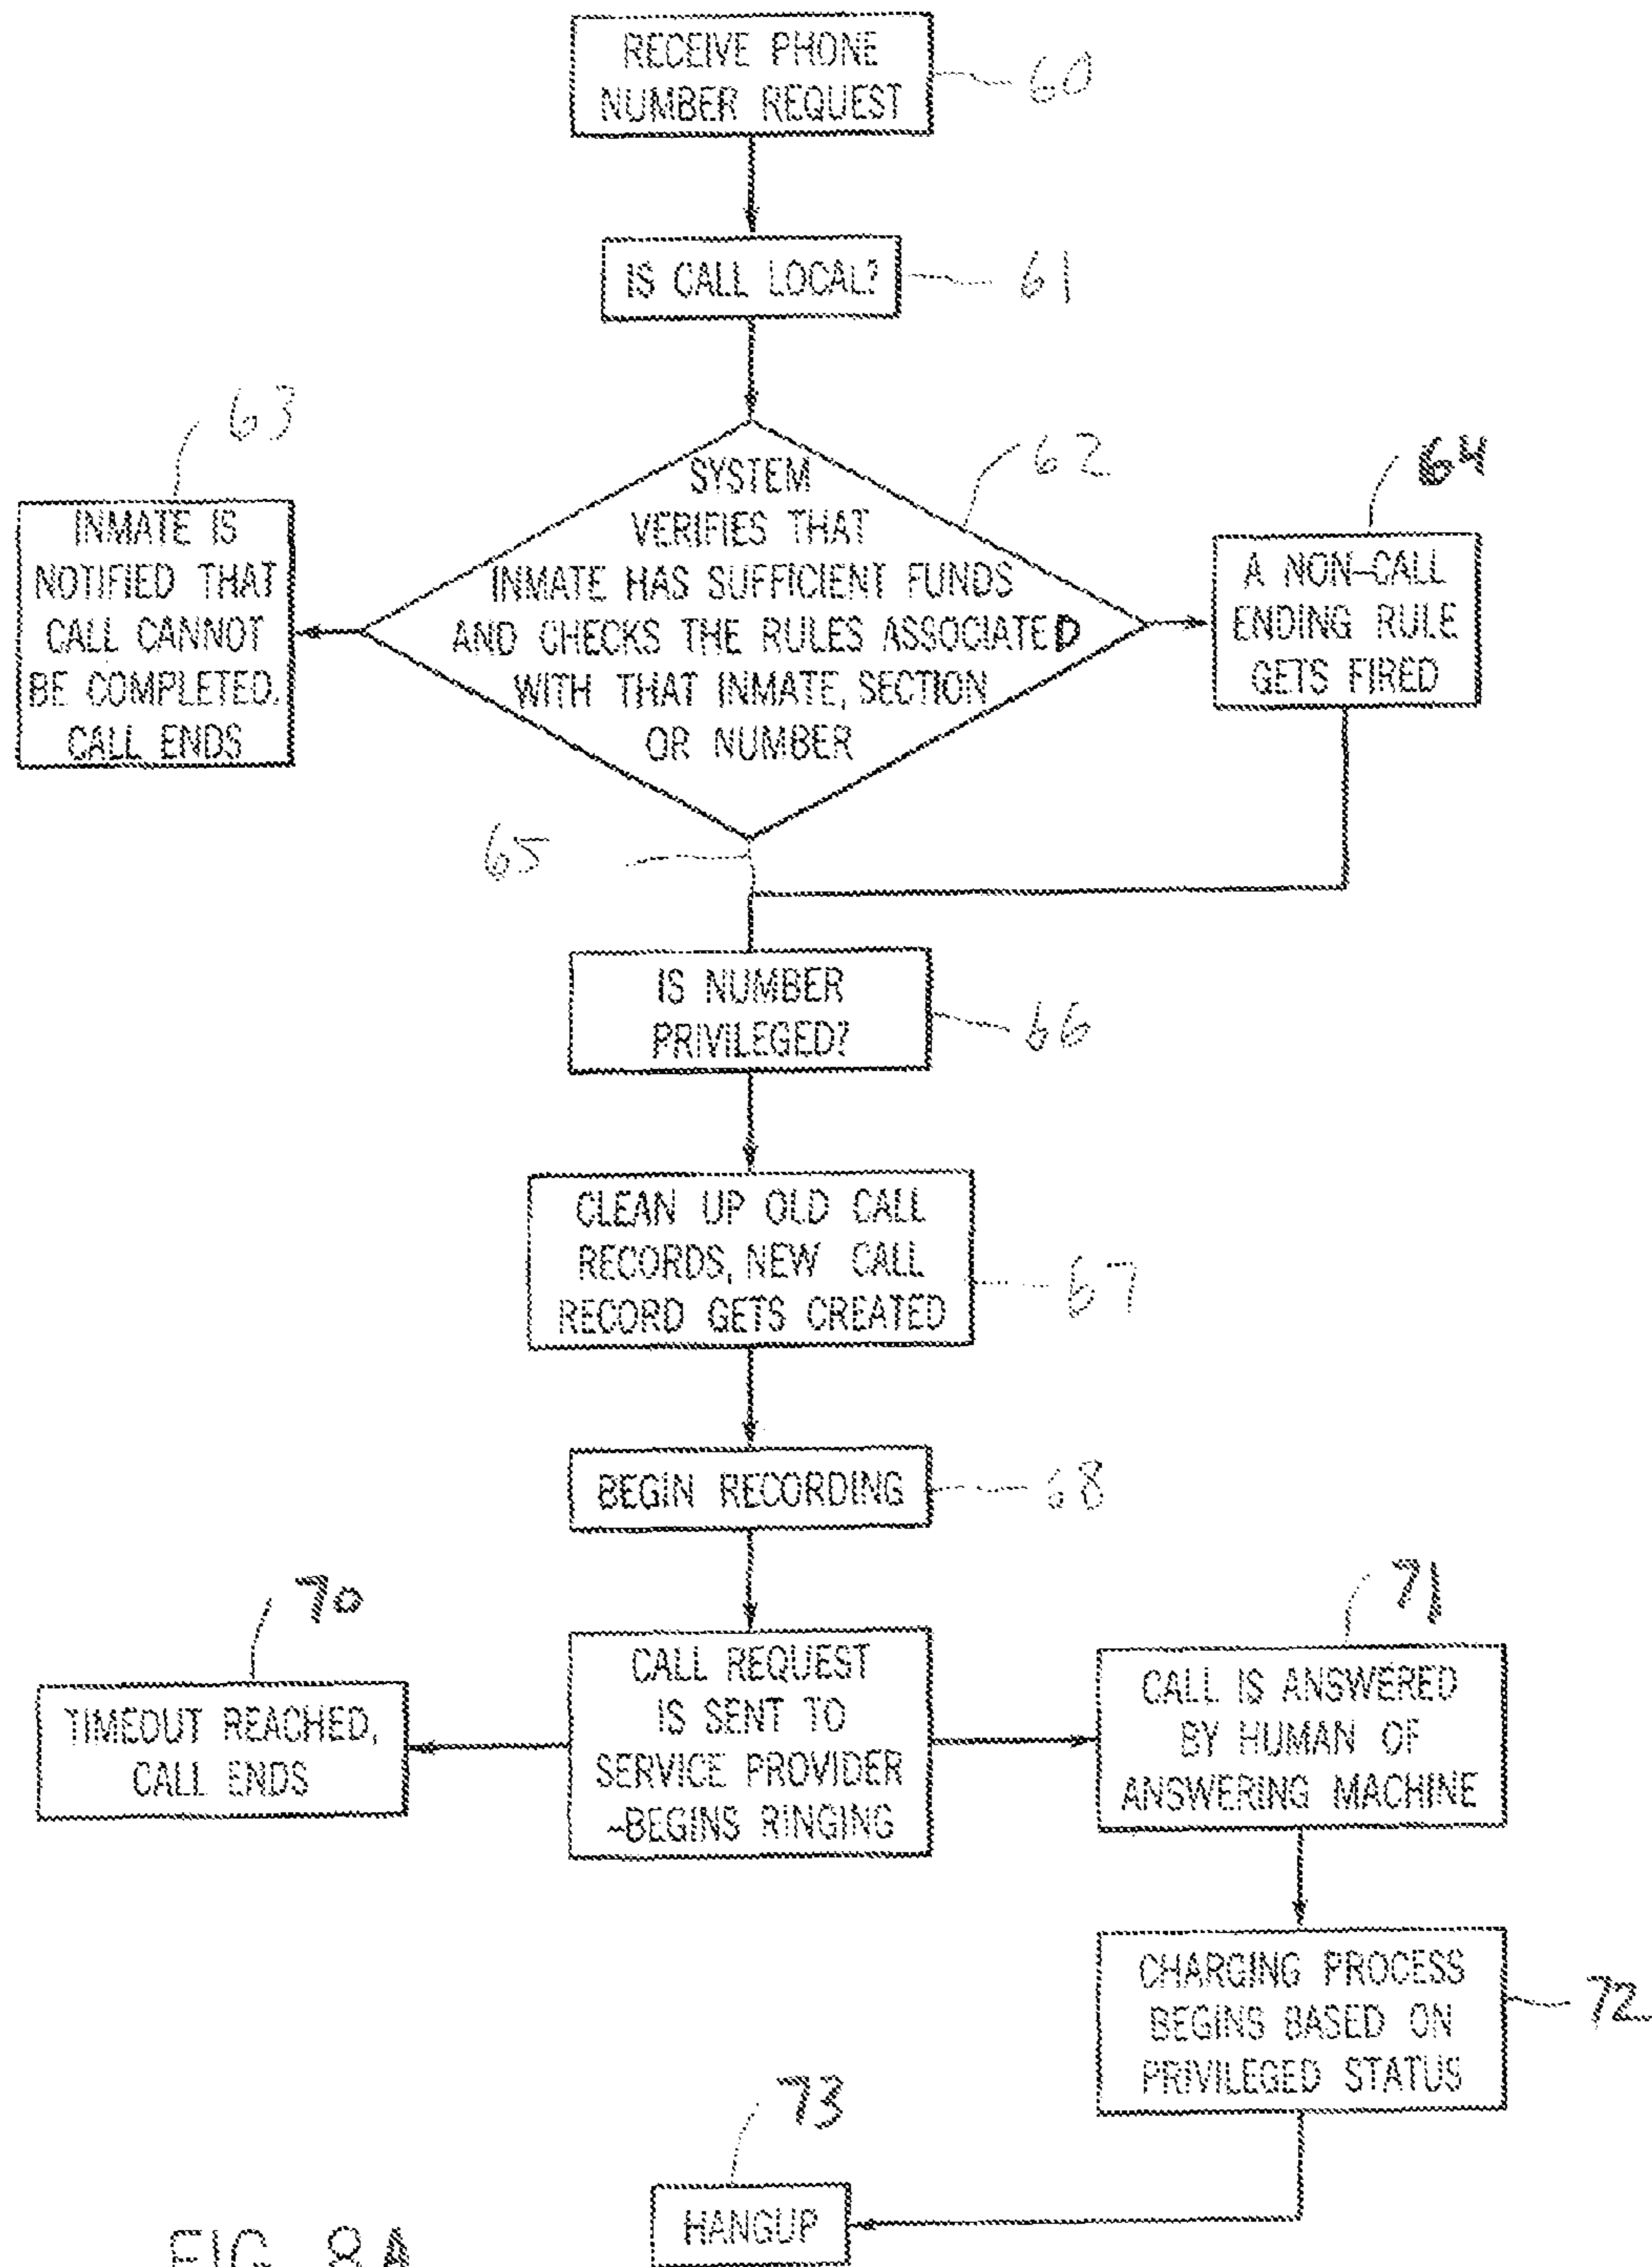 RECEIVE PHONE
NUMBER REQUEST
60
IS CALL LOCAL?
61
63
INMATE IS
NOTIFIED THAT
CALL CANNOT
BE COMPLETED.
CALL ENDS
62
SYSTEM
VERIFIES THAT
INMATE HAS SUFFICIENT FUNDS
AND CHECKS THE RULES ASSOCIATED
WITH THAT INMATE, SECTION
OR NUMBER
64
A NON-CALL
ENDING RULE
GETS FIRED
65
IS NUMBER
PRIVILEGED?
66
CLEAN UP OLD CALL
RECORDS, NEW CALL
RECORD GETS CREATED
67
BEGIN RECORDING
68
70
TIMEOUT REACHED,
CALL ENDS
CALL REQUEST
IS SENT TO
SERVICE PROVIDER
-BEGINS RINGING
71
CALL IS ANSWERED
BY HUMAN OF
ANSWERING MACHINE
CHARGING PROCESS
BEGINS BASED ON
PRIVILEGED STATUS
72
73
HANGUP
FIG. 8A